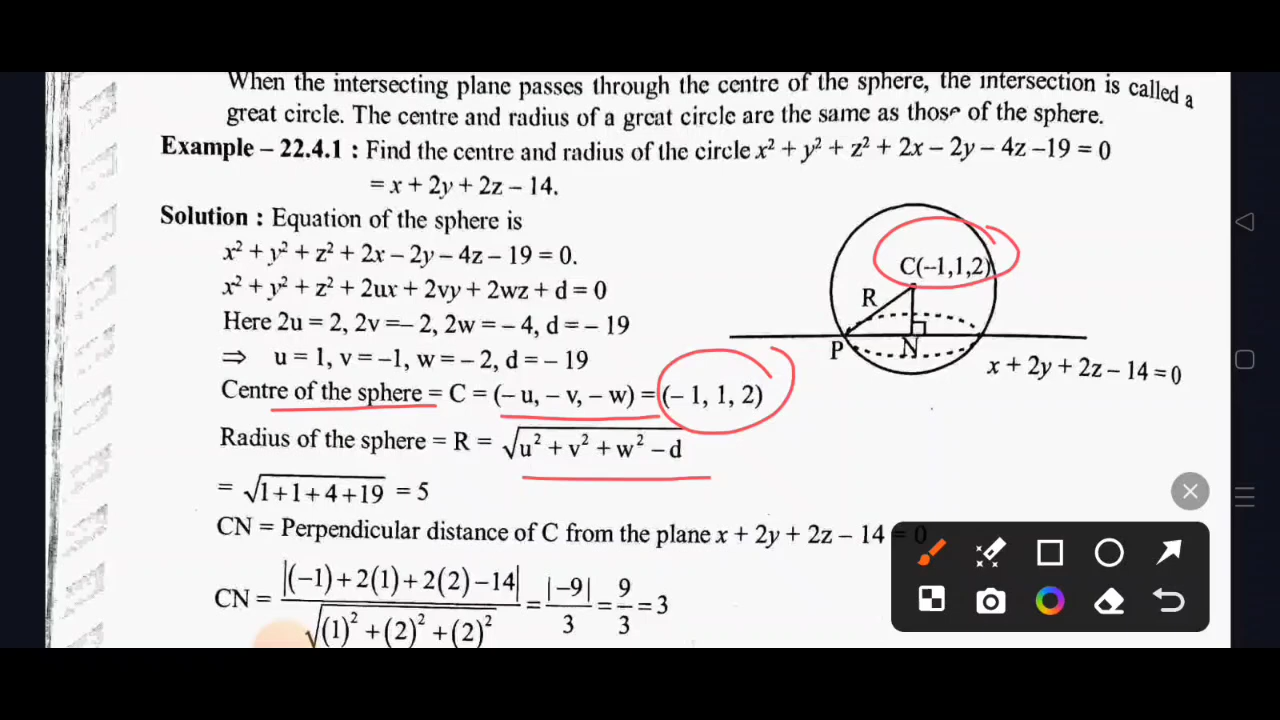 When the intersecting plane passes through the centre of the sphere, the intersection is called a
great circle. The centre and radius of a great circle are the same as those of the sphere.
Example – 22.4.1 : Find the centre and radius of the circle x² + y² + z² + 2x – 2y – 4z –19 = 0
= x + 2y + 2z – 14.
Solution : Equation of the sphere is
x² + y² + z² + 2x – 2y – 4z – 19 = 0.
x² + y² + z² + 2ux + 2vy + 2wz + d = 0
Here 2u = 2, 2v = – 2, 2w = – 4, d = – 19
⇒ u = 1, v = –1, w = – 2, d = – 19
Centre of the sphere = C = (– u, – v, – w) = (– 1, 1, 2)
Radius of the sphere = R = √(u² + v² + w² – d)
= √(1+1+4+19) = 5
CN = Perpendicular distance of C from the plane x + 2y + 2z – 14 = 0
CN = |(–1)+2(1)+2(2)–14| / √((1)²+(2)²+(2)²) = |–9| / 3 = 9/3 = 3
C(–1,1,2)
R
P
N
x + 2y + 2z – 14 = 0